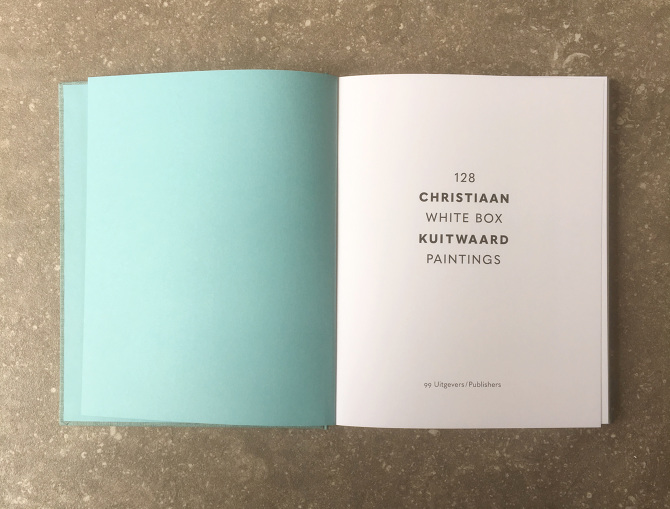 128
CHRISTIAAN
WHITE BOX
KUITWAARD
PAINTINGS
99 Uitgevers/Publishers